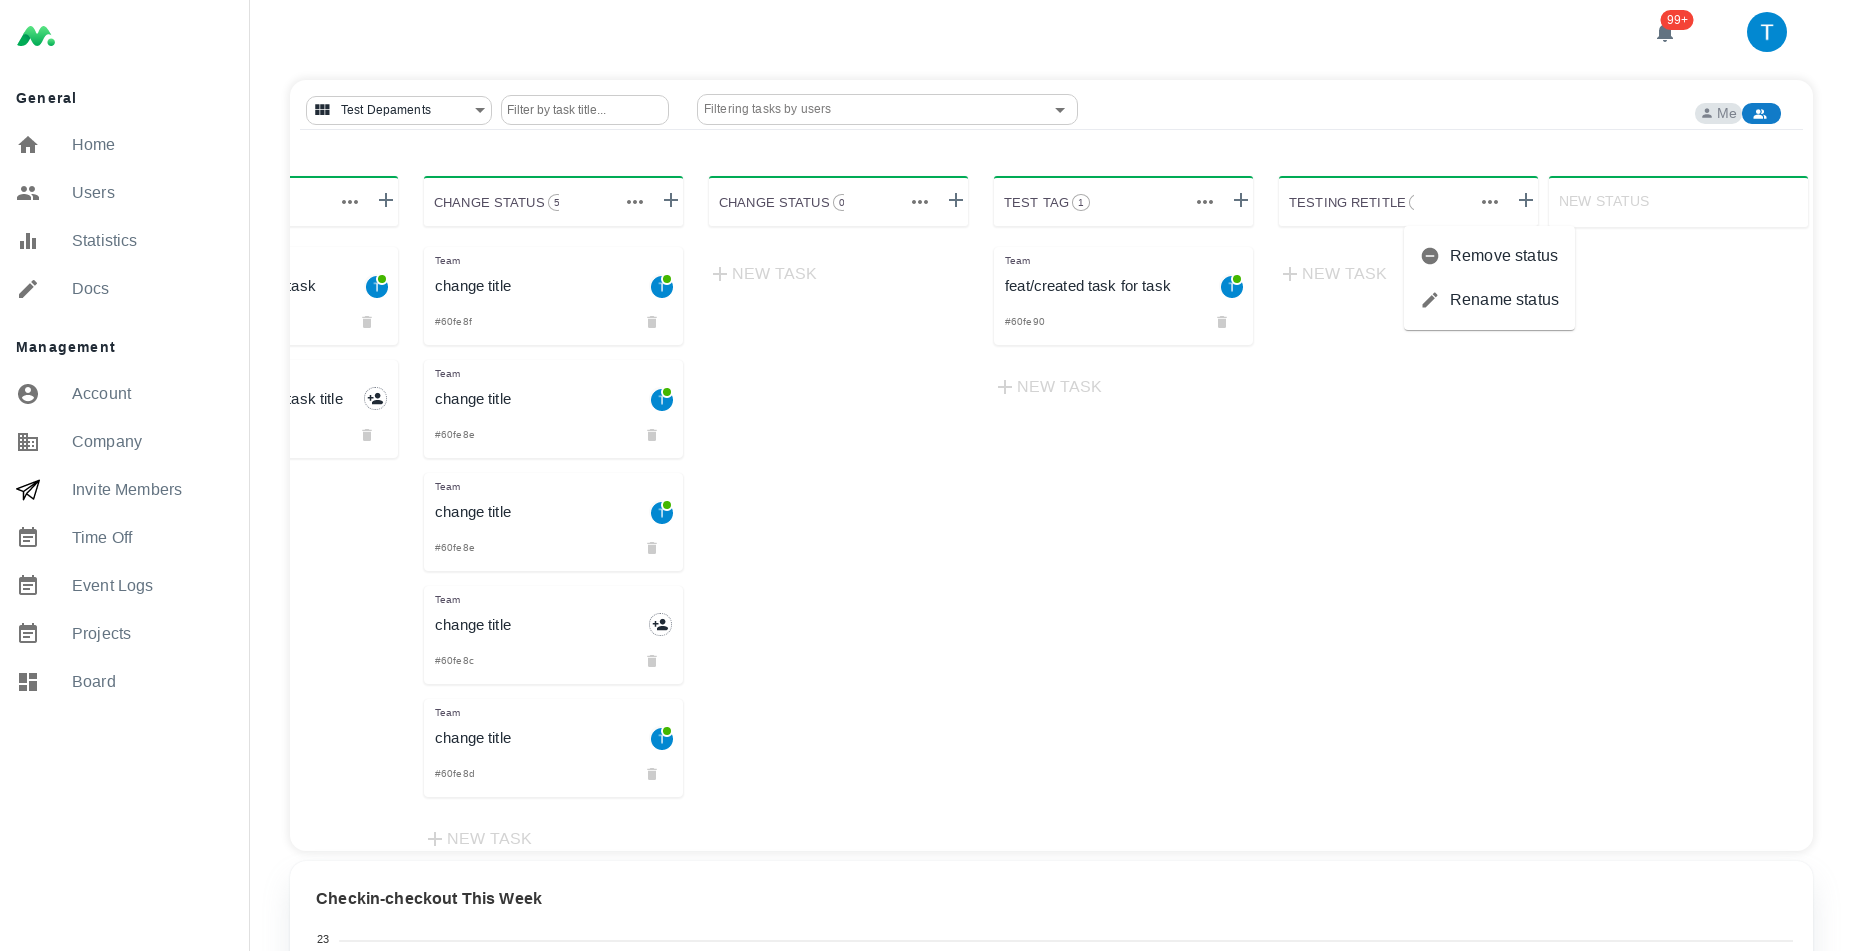 99+
T
General
Home
Users
Statistics
Docs
Management
Account
Company
Invite Members
Time Off
Event Logs
Projects
Board
Test Depaments
Filter by task title...
Filtering tasks by users
Me
task
T
task title
CHANGE STATUS 5
Team
change title
T
#60fe8f
Team
change title
T
#60fe8e
Team
change title
T
#60fe8e
Team
change title
#60fe8c
Team
change title
T
#60fe8d
NEW TASK
CHANGE STATUS 0
NEW TASK
TEST TAG 1
Team
feat/created task for task
T
#60fe90
NEW TASK
TESTING RETITLE
NEW TASK
Remove status
Rename status
NEW STATUS
Checkin-checkout This Week
23